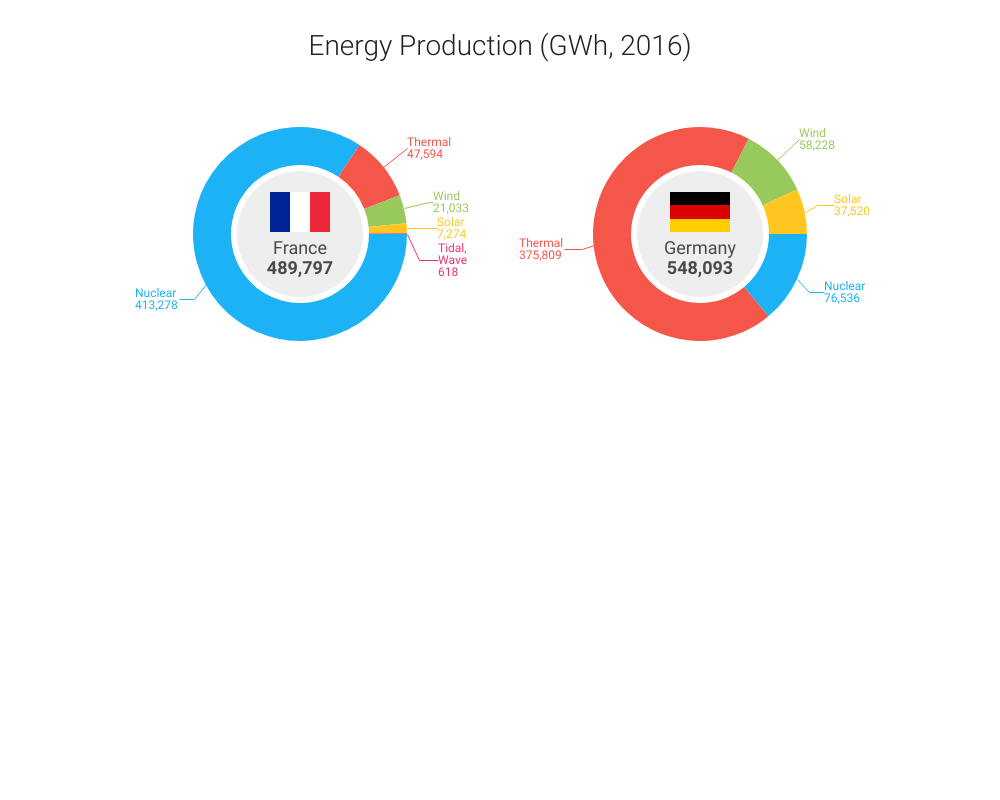 Energy Production (GWh, 2016)
Thermal
47,594
Wind
21,033
Solar
7,274
Tidal,
Wave
618
Nuclear
413,278
France
489,797
Wind
58,228
Solar
37,520
Thermal
375,809
Nuclear
76,536
Germany
548,093